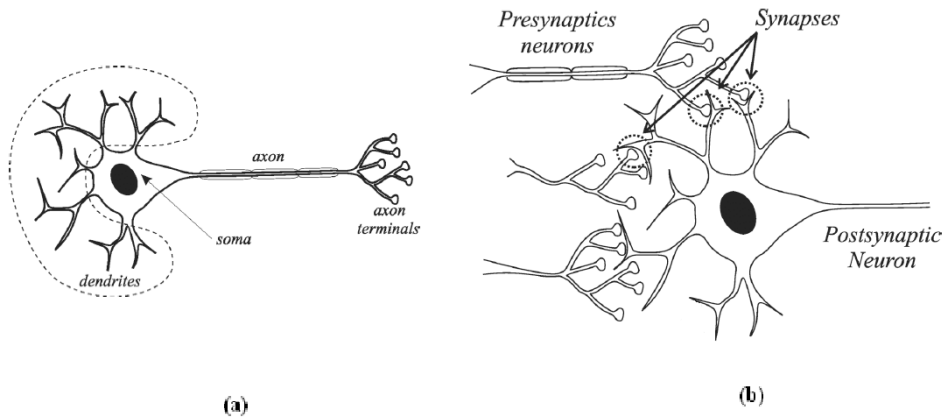 axon
axon
terminals
soma
dendrites
(a)
Presynaptics
neurons
Synapses
Postsynaptic
Neuron
(b)